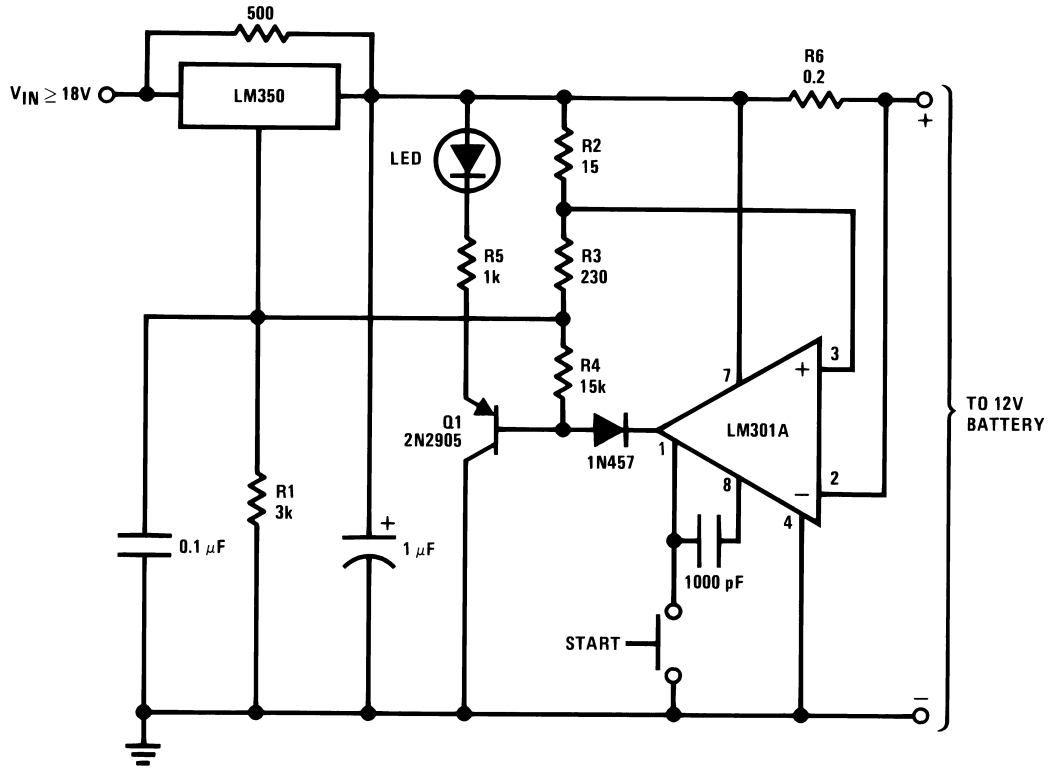 500
V_IN ≥ 18V
LM350
R6
0.2
+
LED
R2
15
R5
1k
R3
230
R4
15k
Q1
2N2905
1N457
7
+
3
LM301A
1
8
−
2
4
TO 12V
BATTERY
R1
3k
0.1 μF
+
1 μF
1000 pF
START
−